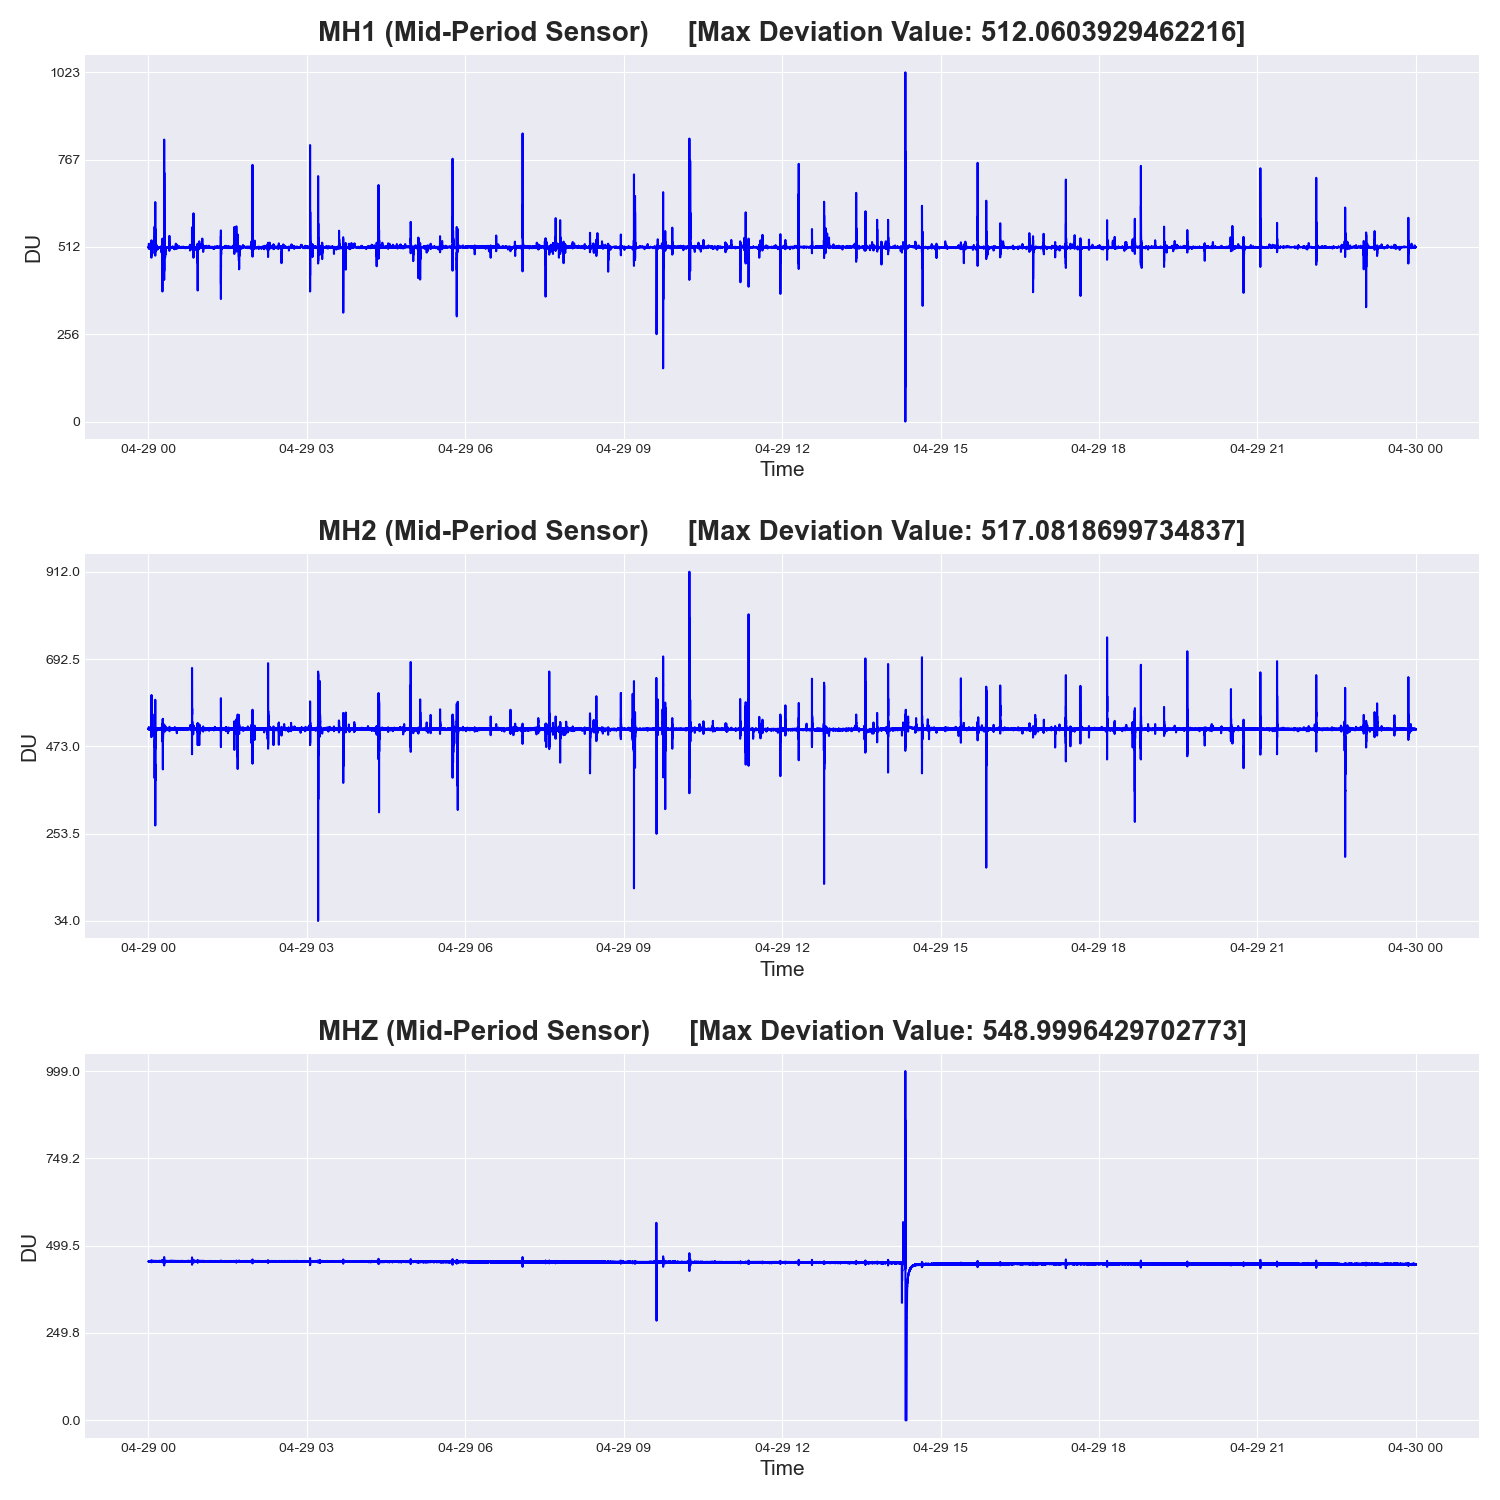 MH1 (Mid-Period Sensor) [Max Deviation Value: 512.0603929462216]
1023
767
512
256
0
DU
04-29 00 04-29 03 04-29 06 04-29 09 04-29 12 04-29 15 04-29 18 04-29 21 04-30 00
Time
MH2 (Mid-Period Sensor) [Max Deviation Value: 517.0818699734837]
912.0
692.5
473.0
253.5
34.0
DU
04-29 00 04-29 03 04-29 06 04-29 09 04-29 12 04-29 15 04-29 18 04-29 21 04-30 00
Time
MHZ (Mid-Period Sensor) [Max Deviation Value: 548.9996429702773]
999.0
749.2
499.5
249.8
0.0
DU
04-29 00 04-29 03 04-29 06 04-29 09 04-29 12 04-29 15 04-29 18 04-29 21 04-30 00
Time